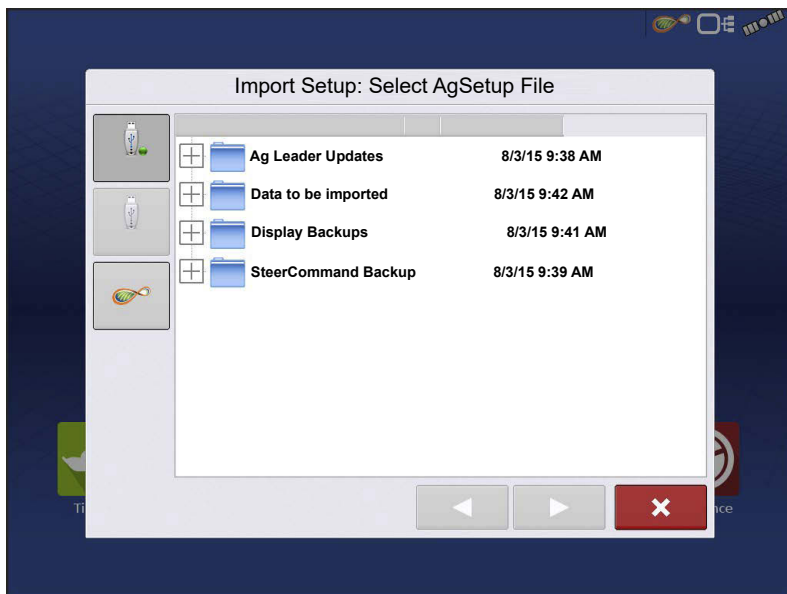 Import Setup: Select AgSetup File
Ag Leader Updates 8/3/15 9:38 AM
Data to be imported 8/3/15 9:42 AM
Display Backups 8/3/15 9:41 AM
SteerCommand Backup 8/3/15 9:39 AM
Ti
nce